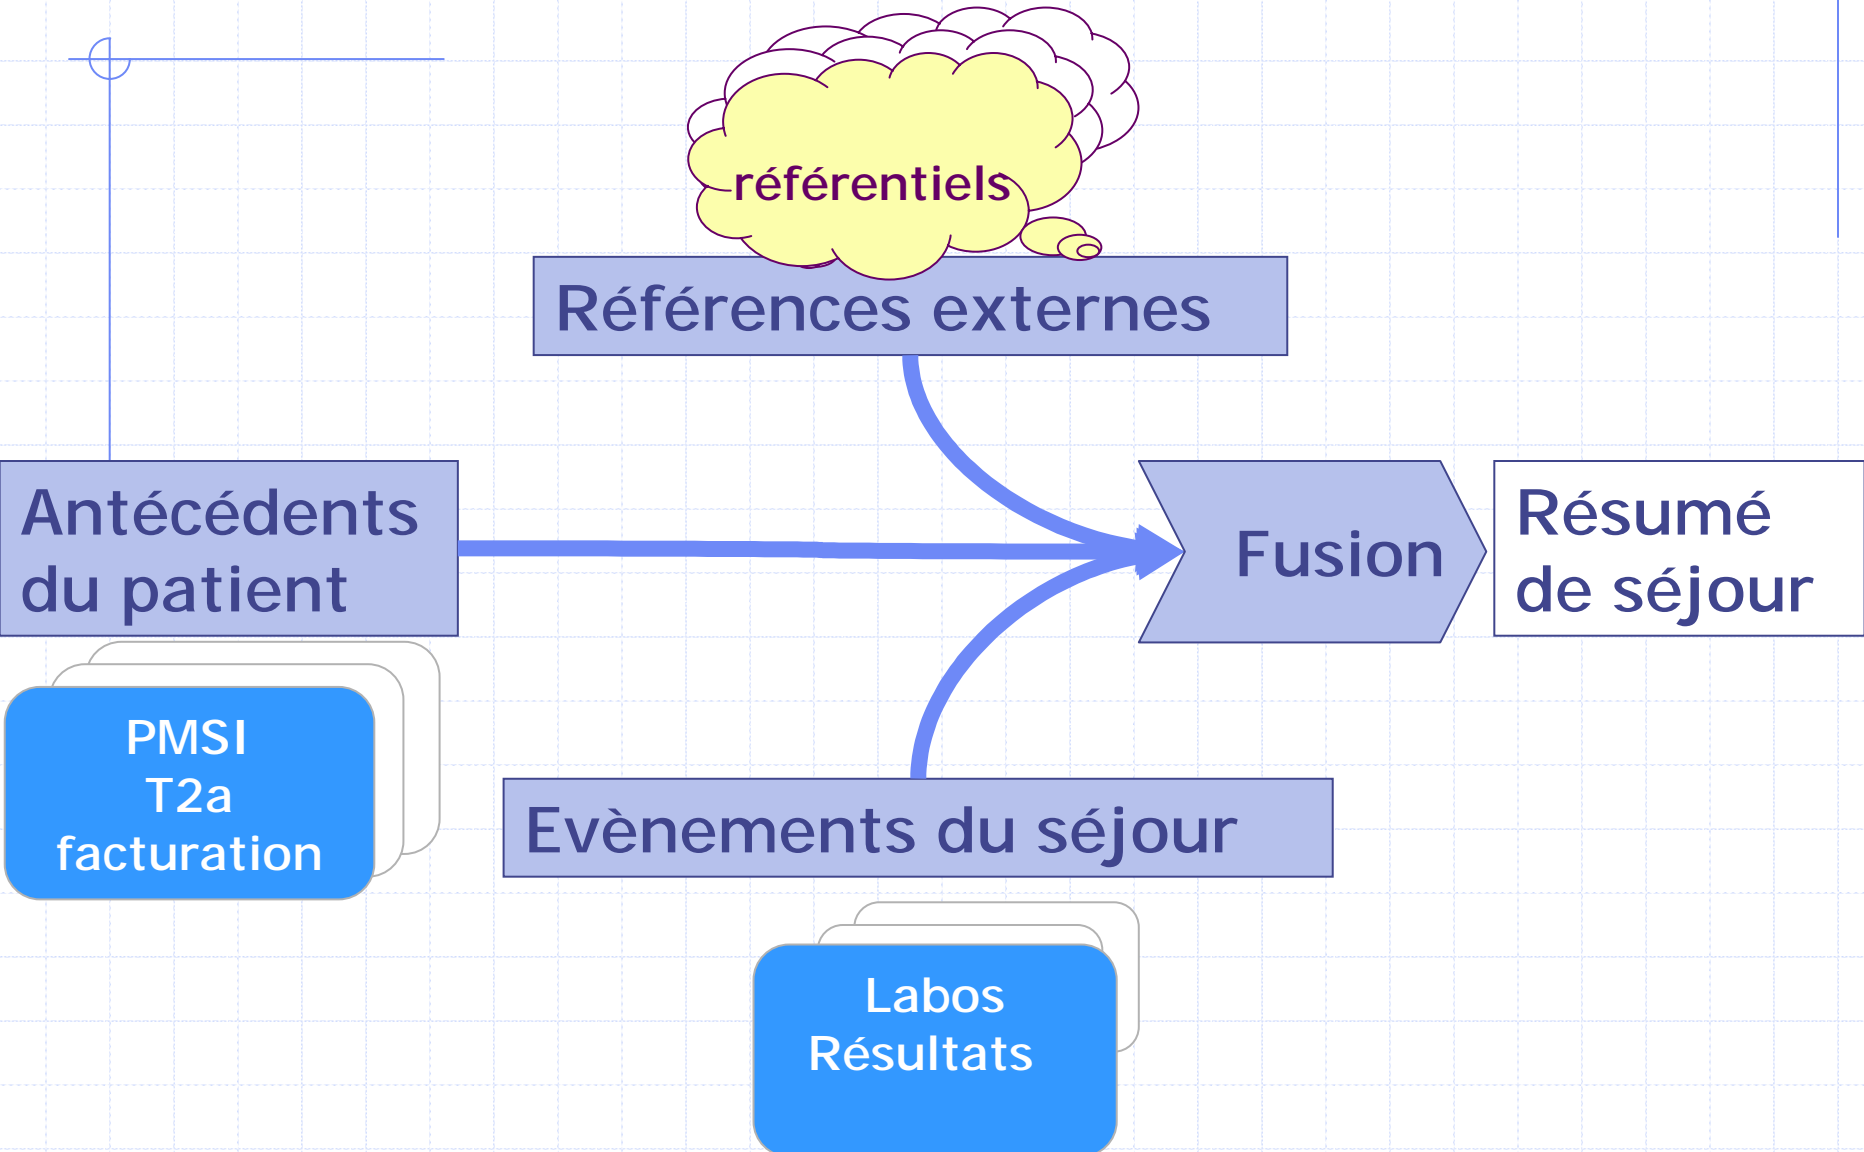 référentiels
Références externes
Antécédents
du patient
Fusion
Résumé
de séjour
PMSI
T2a
facturation
Evènements du séjour
Labos
Résultats